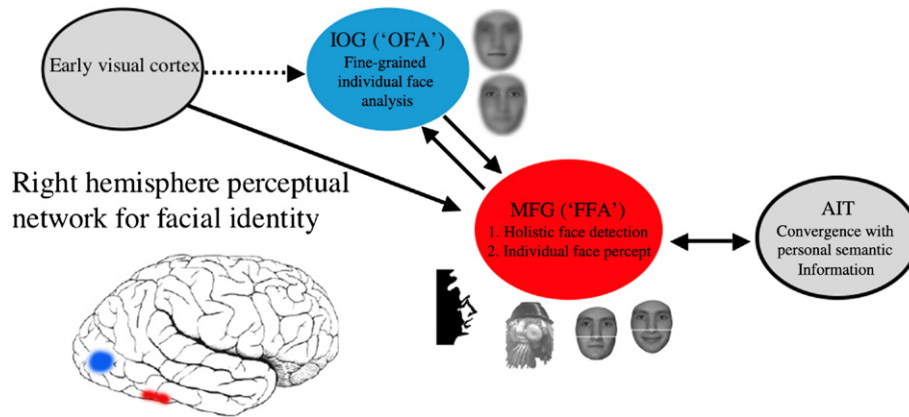 IOG (‘OFA’)
Fine-grained
individual face
analysis
Early visual cortex
Right hemisphere perceptual
network for facial identity
MFG (‘FFA’)
1. Holistic face detection
2. Individual face percept
AIT
Convergence with
personal semantic
Information